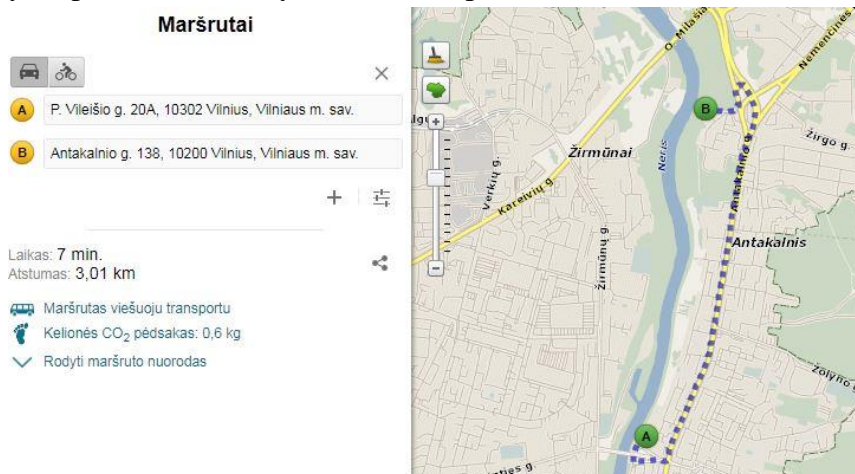 Maršrutai
A
P. Vileišio g. 20A, 10302 Vilnius, Vilniaus m. sav.
B
Antakalnio g. 138, 10200 Vilnius, Vilniaus m. sav.
Laikas: 7 min.
Atstumas: 3,01 km
Maršrutas viešuoju transportu
Kelionės CO₂ pėdsakas: 0,6 kg
Rodyti maršruto nuorodas
Nemenčinės
B
Žirgo g.
Žirmūnai
Neris
Verkių g.
Kareivių g.
Antakalnio g.
Antakalnis
Žirmūnų g.
Žolyno
A